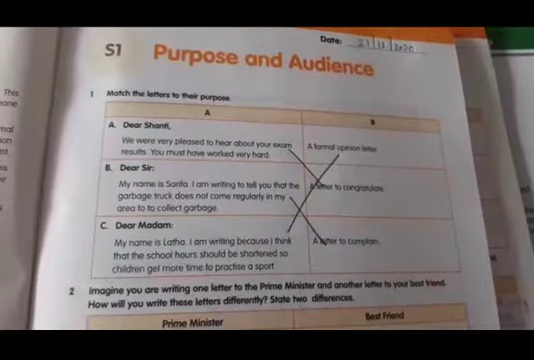 Date: 21/12/2020
S1 Purpose and Audience
1 Match the letters to their purpose.
A
B
A. Dear Shanti,
We were very pleased to hear about your exam
results. You must have worked very hard.
A formal opinion letter
B. Dear Sir:
My name is Sarita. I am writing to tell you that the
garbage truck does not come regularly in my
area to to collect garbage.
A letter to congratulate.
C. Dear Madam:
My name is Latha. I am writing because I think
that the school hours should be shortened so
children get more time to practise a sport
A letter to complain.
2 Imagine you are writing one letter to the Prime Minister and another letter to your best friend.
How will you write these letters differently? State two differences.
Prime Minister
Best Friend